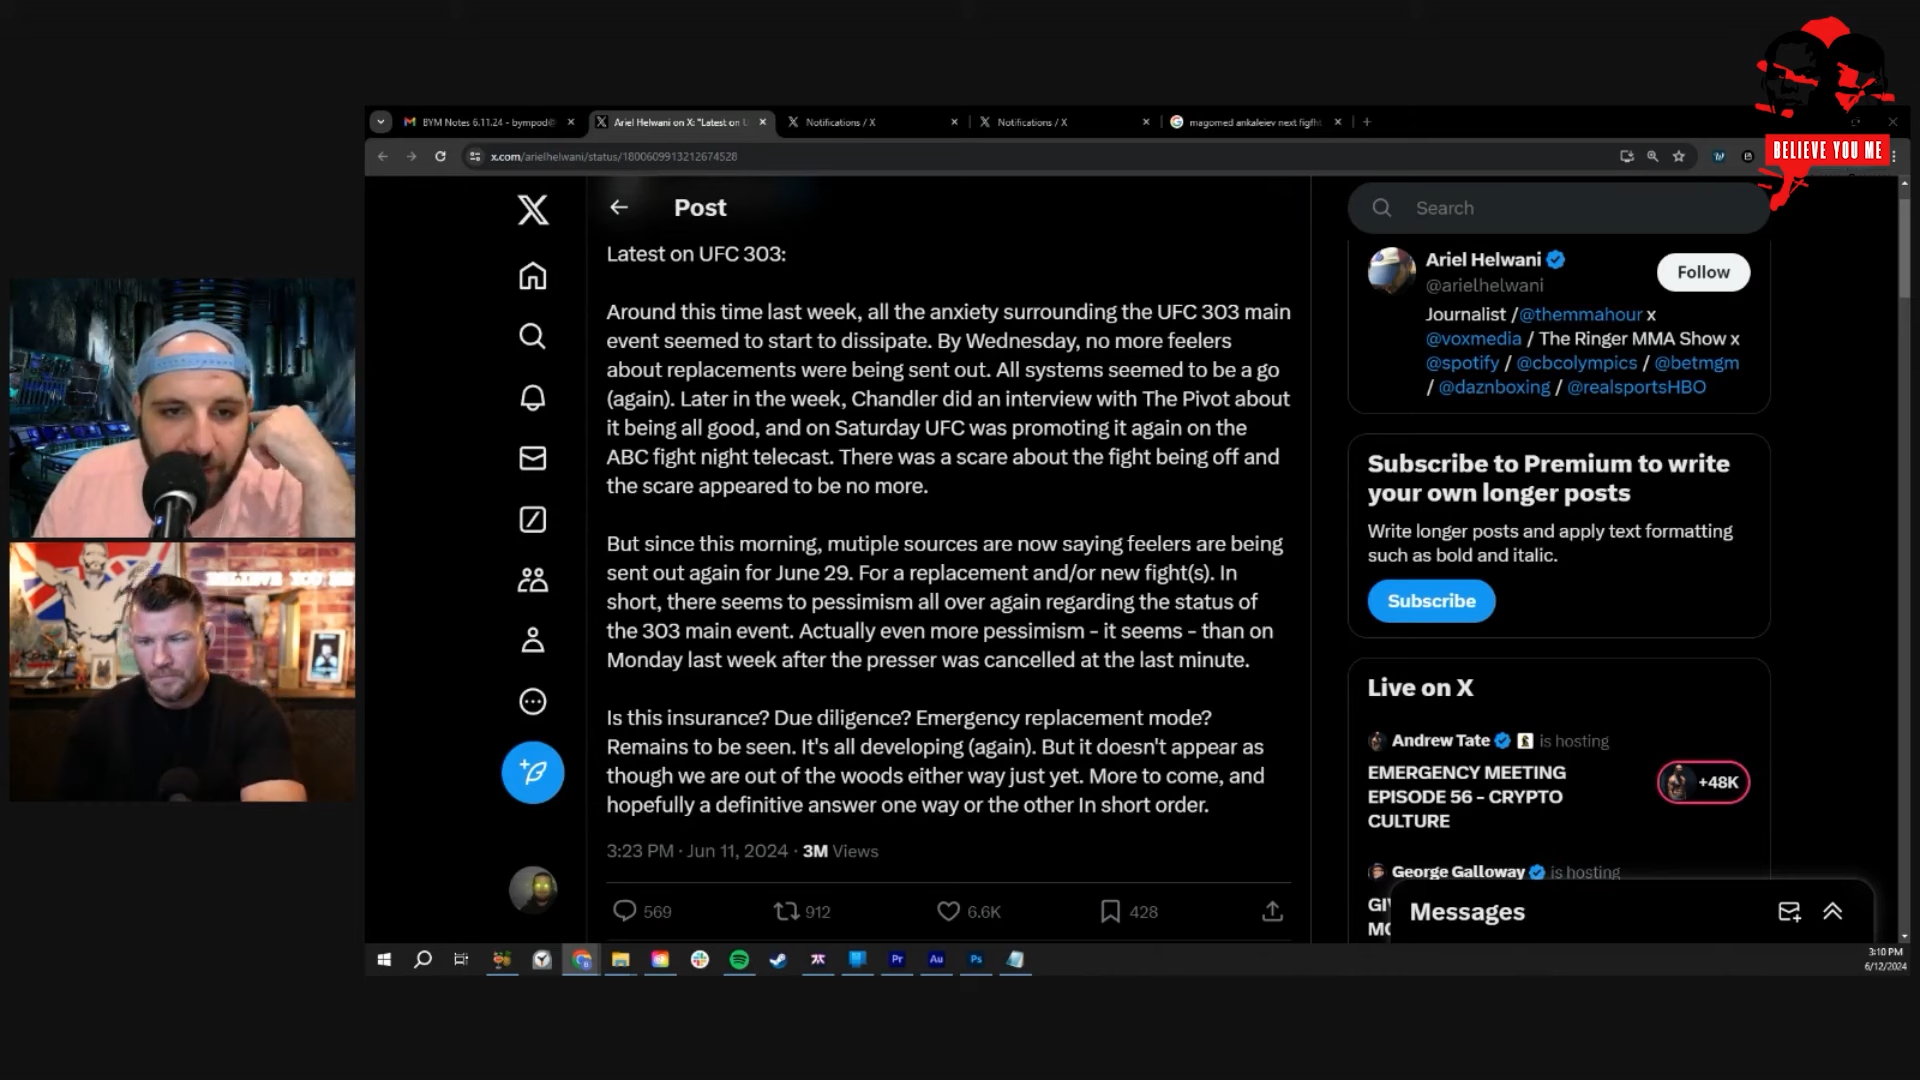 BELIEVE YOU ME
BYM Notes 6.11.24 - bympod@
Ariel Helwani on X: "Latest on U
Notifications / X
Notifications / X
magomed ankaleiev next figfht
x.com/arielhelwani/status/1800609913212674528
Post
Latest on UFC 303:
Around this time last week, all the anxiety surrounding the UFC 303 main
event seemed to start to dissipate. By Wednesday, no more feelers
about replacements were being sent out. All systems seemed to be a go
(again). Later in the week, Chandler did an interview with The Pivot about
it being all good, and on Saturday UFC was promoting it again on the
ABC fight night telecast. There was a scare about the fight being off and
the scare appeared to be no more.
But since this morning, mutiple sources are now saying feelers are being
sent out again for June 29. For a replacement and/or new fight(s). In
short, there seems to pessimism all over again regarding the status of
the 303 main event. Actually even more pessimism - it seems - than on
Monday last week after the presser was cancelled at the last minute.
Is this insurance? Due diligence? Emergency replacement mode?
Remains to be seen. It's all developing (again). But it doesn't appear as
though we are out of the woods either way just yet. More to come, and
hopefully a definitive answer one way or the other In short order.
3:23 PM · Jun 11, 2024 · 3M Views
569
912
6.6K
428
Search
Ariel Helwani
@arielhelwani
Follow
Journalist /@themmahour x
@voxmedia / The Ringer MMA Show x
@spotify / @cbcolympics / @betmgm
/ @daznboxing / @realsportsHBO
Subscribe to Premium to write
your own longer posts
Write longer posts and apply text formatting
such as bold and italic.
Subscribe
Live on X
Andrew Tate is hosting
EMERGENCY MEETING
EPISODE 56 - CRYPTO
CULTURE
+48K
George Galloway is hosting
Messages
Pr
Au
Ps
3:10 PM
6/12/2024
BELIEVE YOU ME